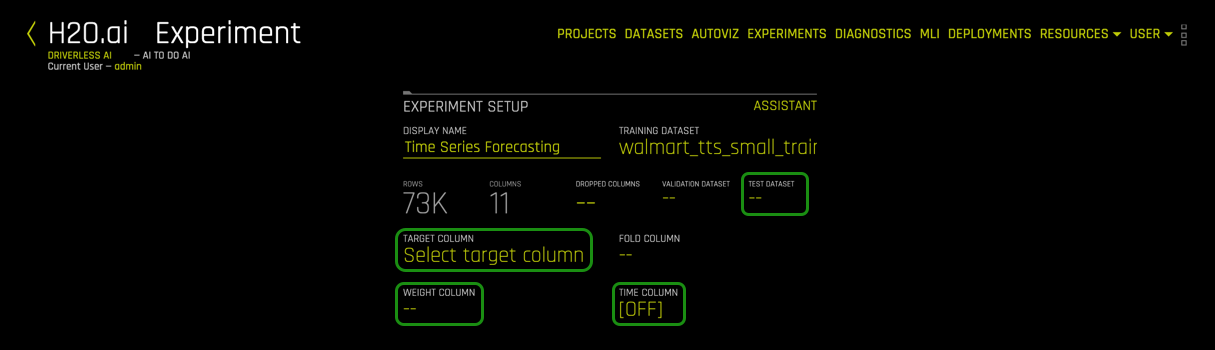 H2O.ai Experiment
DRIVERLESS AI — AI TO DO AI
Current User — admin
PROJECTS DATASETS AUTOVIZ EXPERIMENTS DIAGNOSTICS MLI DEPLOYMENTS RESOURCES USER
EXPERIMENT SETUP ASSISTANT
DISPLAY NAME TRAINING DATASET
Time Series Forecasting walmart_tts_small_train
ROWS COLUMNS DROPPED COLUMNS VALIDATION DATASET TEST DATASET
73K 11 -- -- --
TARGET COLUMN FOLD COLUMN
Select target column --
WEIGHT COLUMN TIME COLUMN
-- [OFF]